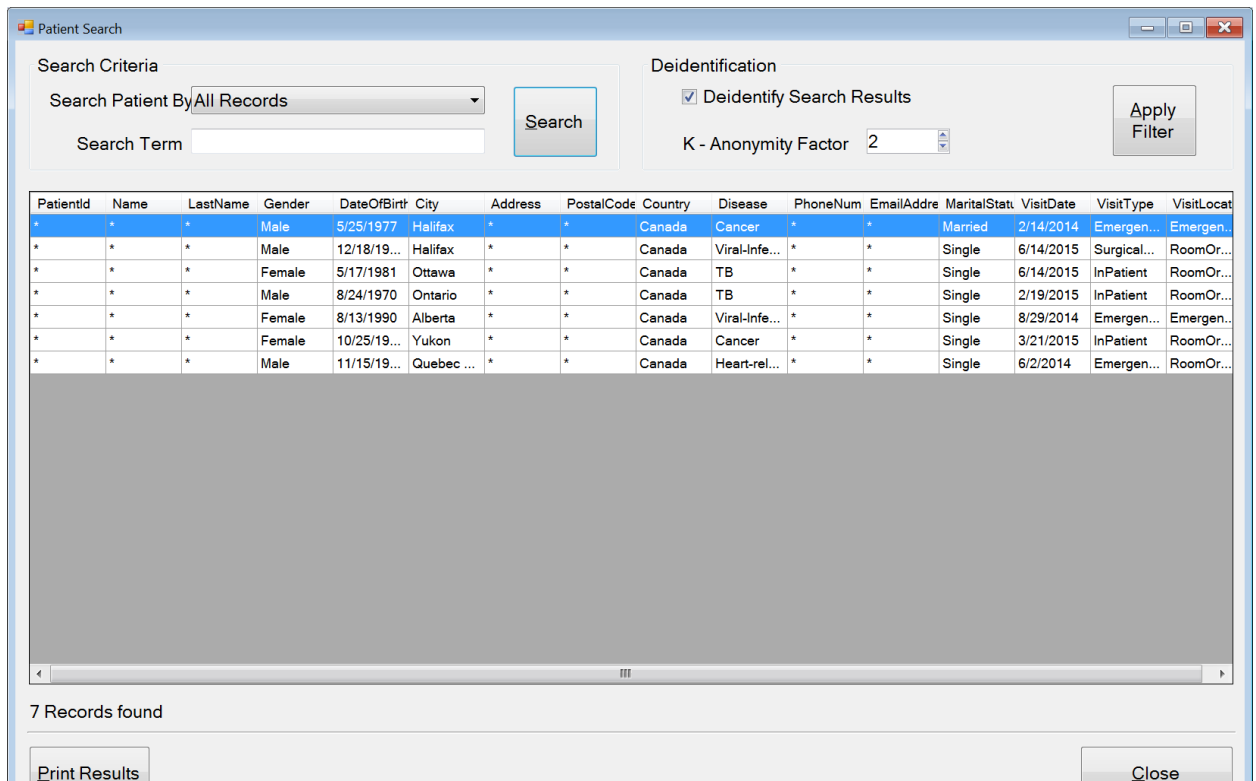 Patient Search
Search Criteria
Deidentification
Search Patient By All Records
Search
Deidentify Search Results
Apply Filter
Search Term
K - Anonymity Factor 2
PatientId Name LastName Gender DateOfBirth City Address PostalCode Country Disease PhoneNum EmailAddre MaritalStatu VisitDate VisitType VisitLocat
* * * Male 5/25/1977 Halifax * * Canada Cancer * * Married 2/14/2014 Emergen... Emergen...
* * * Male 12/18/19... Halifax * * Canada Viral-Infe... * * Single 6/14/2015 Surgical... RoomOr...
* * * Female 5/17/1981 Ottawa * * Canada TB * * Single 6/14/2015 InPatient RoomOr...
* * * Male 8/24/1970 Ontario * * Canada TB * * Single 2/19/2015 InPatient RoomOr...
* * * Female 8/13/1990 Alberta * * Canada Viral-Infe... * * Single 8/29/2014 Emergen... Emergen...
* * * Female 10/25/19... Yukon * * Canada Cancer * * Single 3/21/2015 InPatient RoomOr...
* * * Male 11/15/19... Quebec ... * * Canada Heart-rel... * * Single 6/2/2014 Emergen... RoomOr...
7 Records found
Print Results
Close